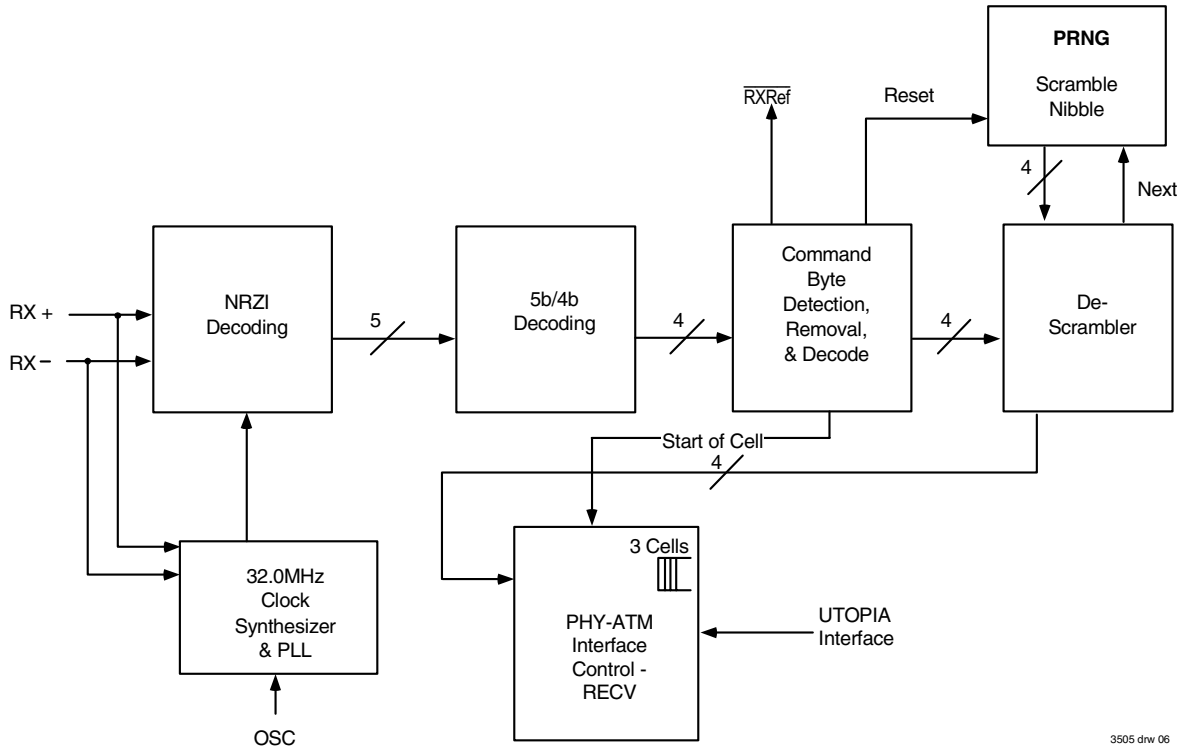 PRNG
Scramble
Nibble
RXRef
Reset
4
Next
NRZI
Decoding
5b/4b
Decoding
Command
Byte
Detection,
Removal,
& Decode
De-
Scrambler
RX +
RX −
5
4
4
Start of Cell
4
32.0MHz
Clock
Synthesizer
& PLL
OSC
3 Cells
PHY-ATM
Interface
Control -
RECV
UTOPIA
Interface
3505 drw 06